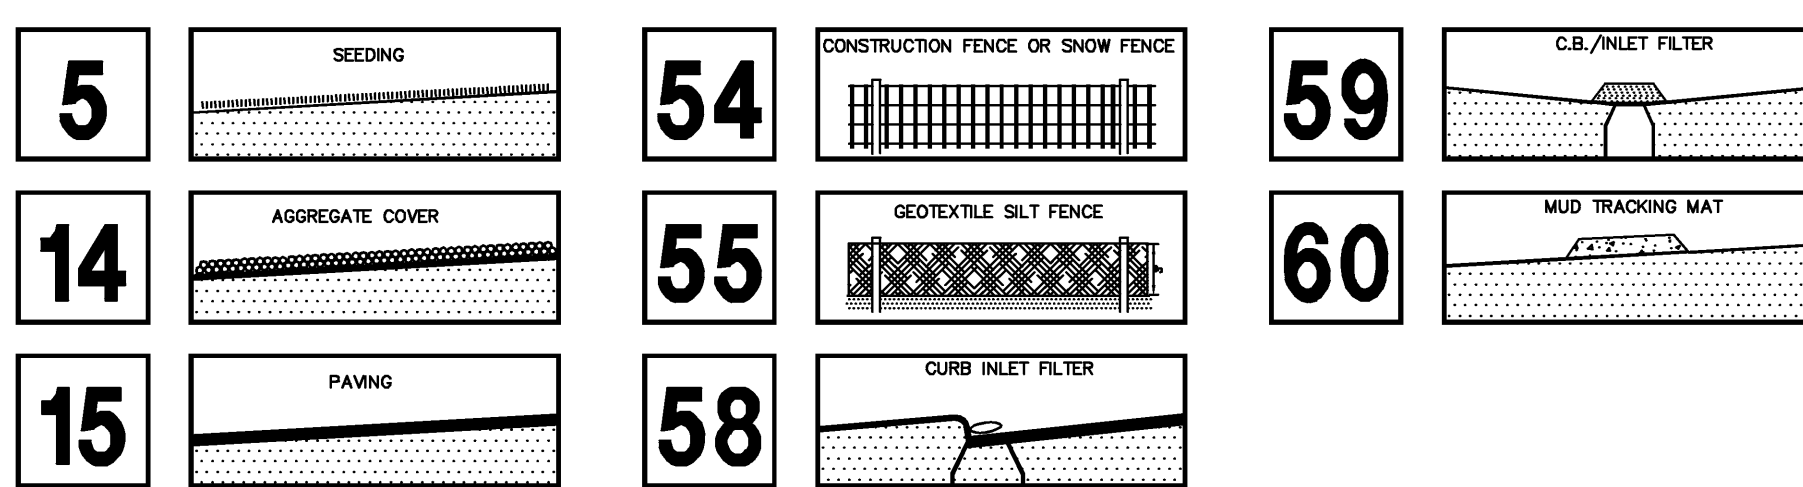 5
SEEDING
54
CONSTRUCTION FENCE OR SNOW FENCE
59
C.B./INLET FILTER
14
AGGREGATE COVER
55
GEOTEXTILE SILT FENCE
60
MUD TRACKING MAT
15
PAVING
58
CURB INLET FILTER